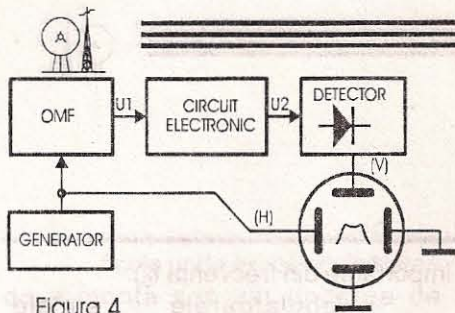 A
OMF
U1
CIRCUIT
ELECTRONIC
U2
DETECTOR
(V)
(H)
GENERATOR
Figura 4